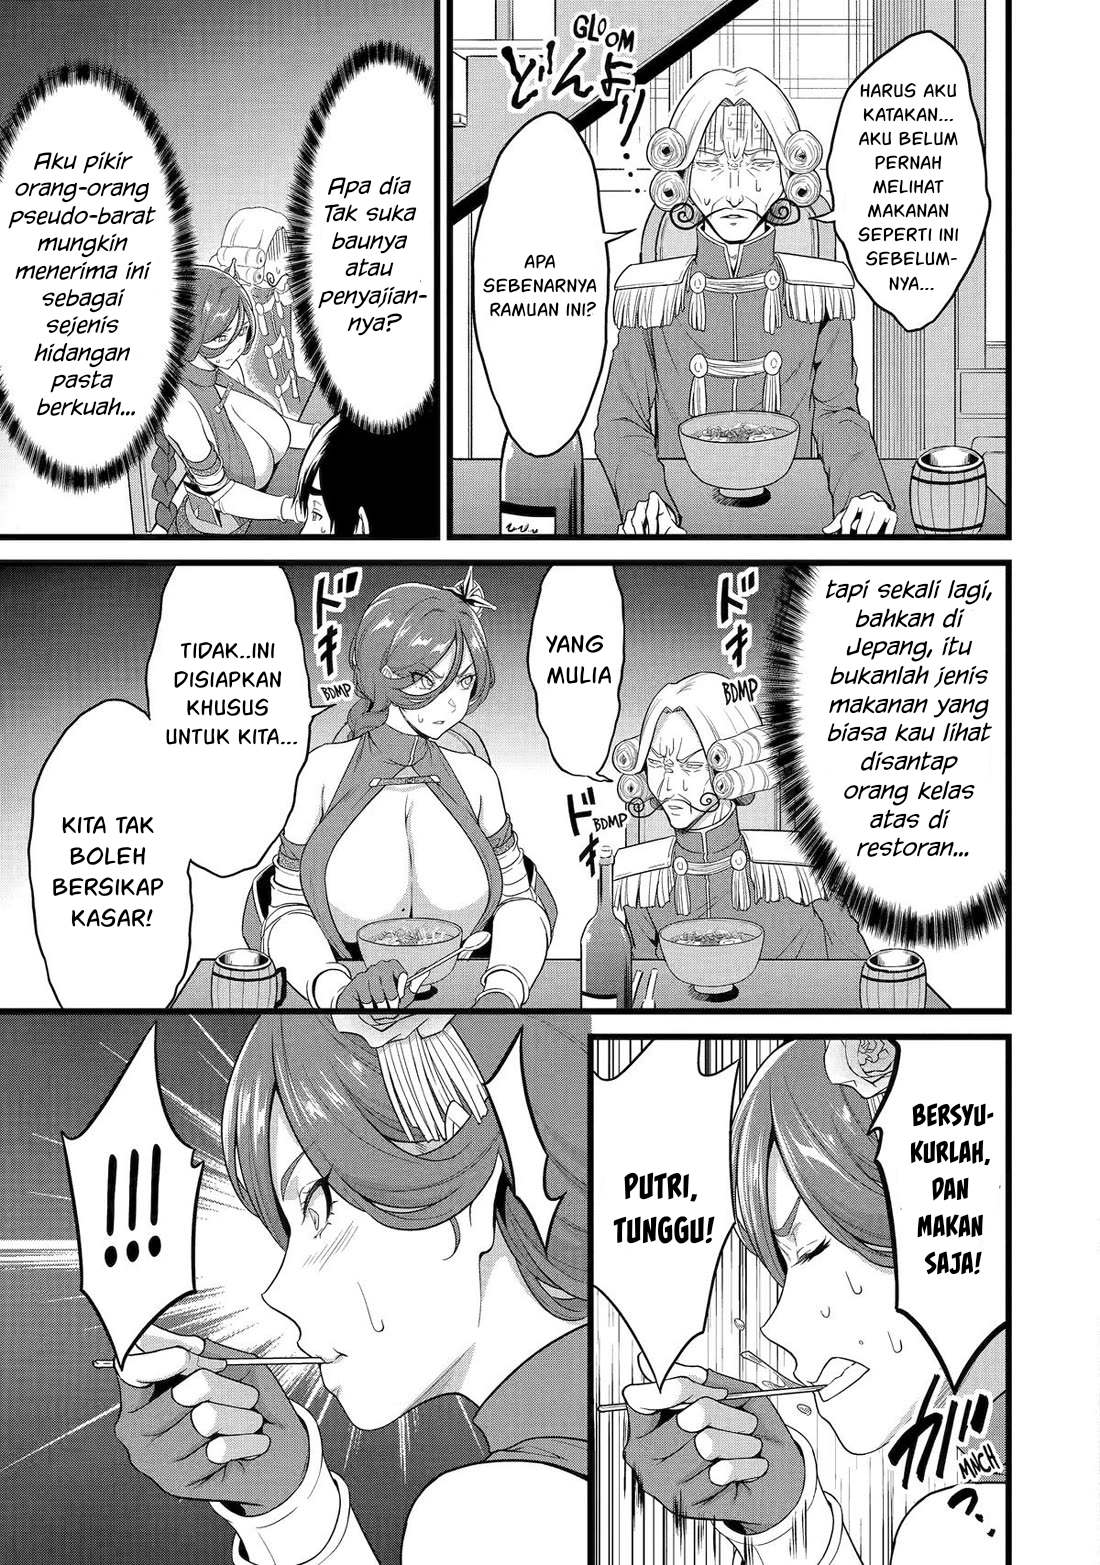 GLOOM
どんより…
HARUS AKU
KATAKAN...
AKU BELUM
PERNAH
MELIHAT
MAKANAN
SEPERTI INI
SEBELUM-
NYA...
APA
SEBENARNYA
RAMUAN INI?
Apa dia
Tak suka
baunya
atau
penyajian-
nya?
Aku pikir
orang-orang
pseudo-barat
mungkin
menerima ini
sebagai
sejenis
hidangan
pasta
berkuah...
tapi sekali lagi,
bahkan di
Jepang, itu
bukanlah jenis
makanan yang
biasa kau lihat
disantap
orang kelas
atas di
restoran...
ドキ
BDMP
YANG
MULIA
ドキ
BDMP
ドキ
BDMP
TIDAK..INI
DISIAPKAN
KHUSUS
UNTUK KITA...
KITA TAK
BOLEH
BERSIKAP
KASAR!
BERSYU-
KURLAH,
DAN
MAKAN
SAJA!
PUTRI,
TUNGGU!
MNCH
!!!